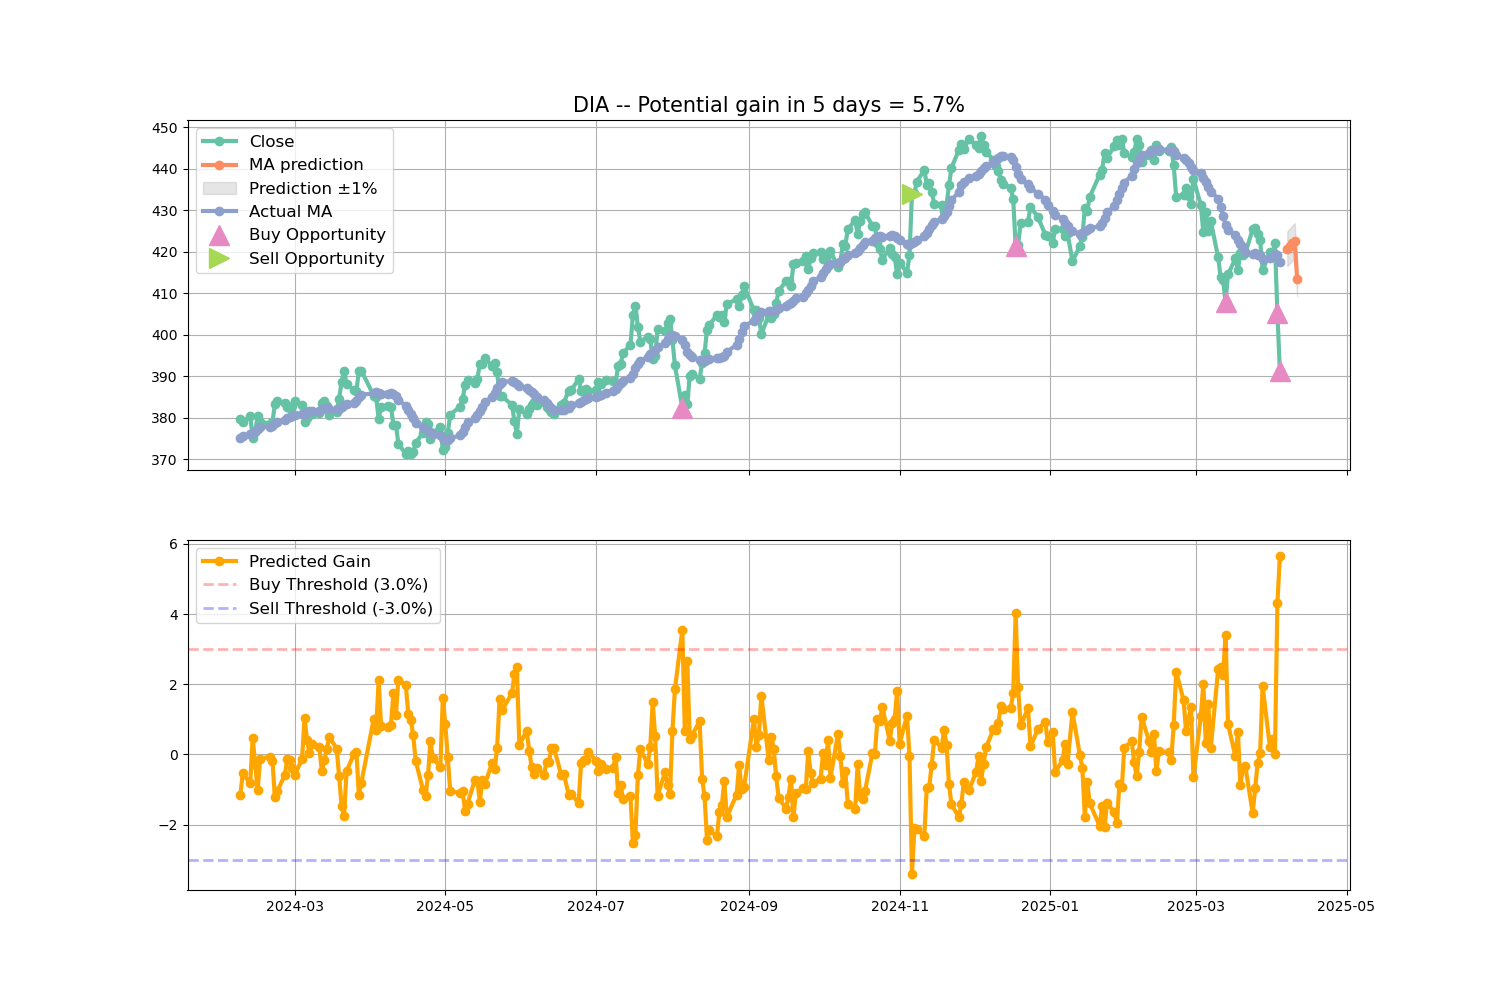 DIA -- Potential gain in 5 days = 5.7%
450
440
430
420
410
400
390
380
370
Close
MA prediction
Prediction ±1%
Actual MA
Buy Opportunity
Sell Opportunity
6
4
2
0
−2
Predicted Gain
Buy Threshold (3.0%)
Sell Threshold (-3.0%)
2024-03
2024-05
2024-07
2024-09
2024-11
2025-01
2025-03
2025-05